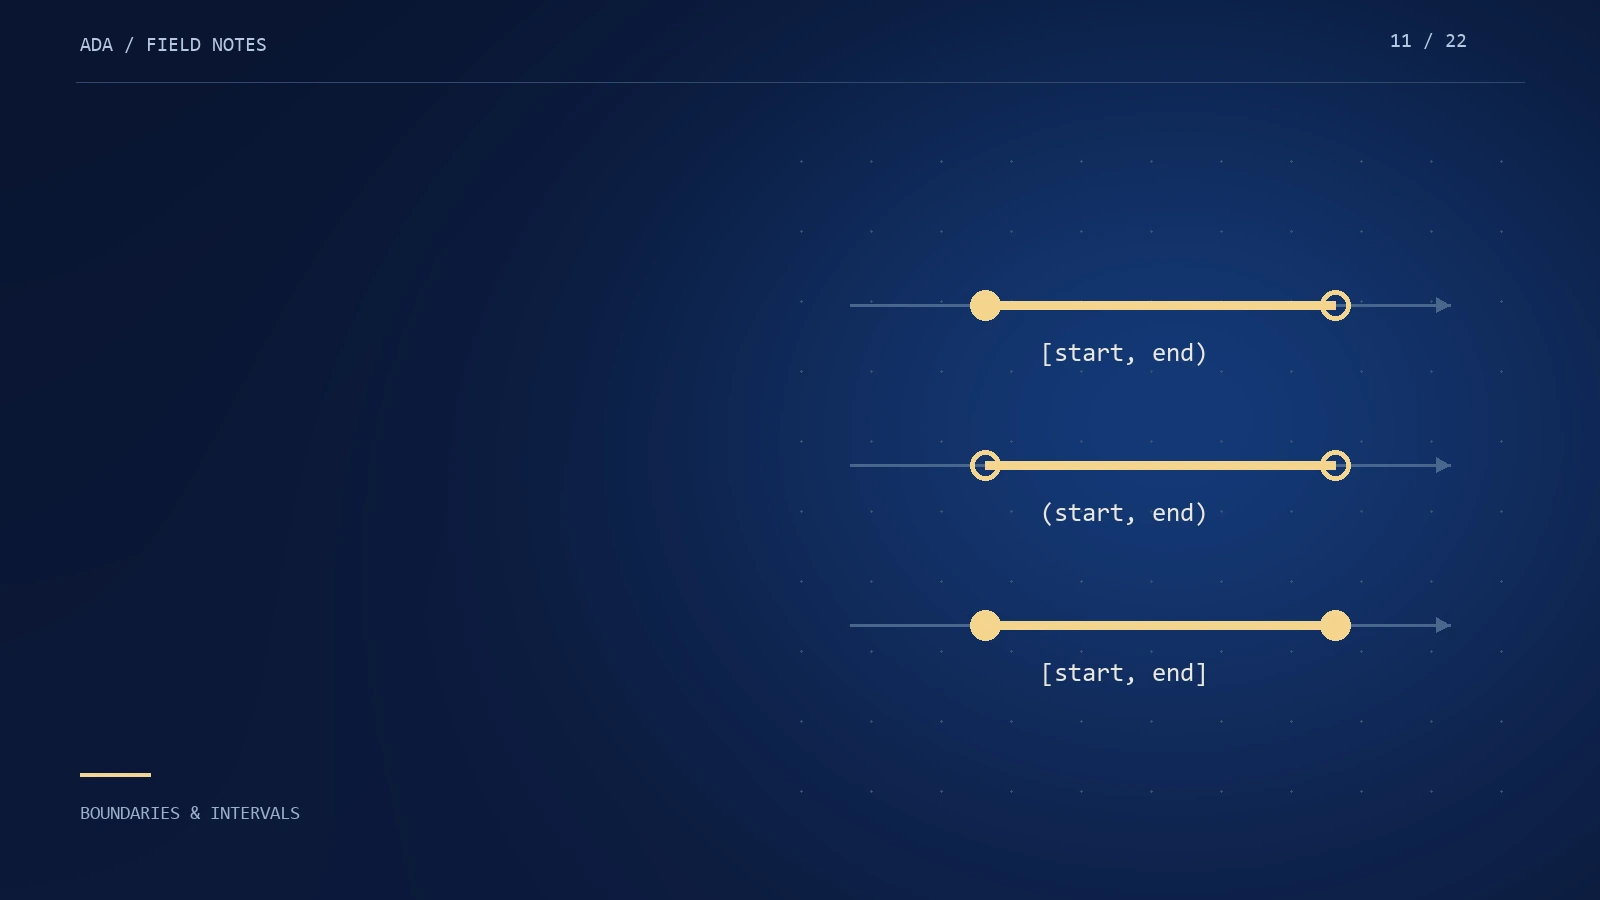 ADA / FIELD NOTES
11 / 22
[start, end)
(start, end)
[start, end]
BOUNDARIES & INTERVALS